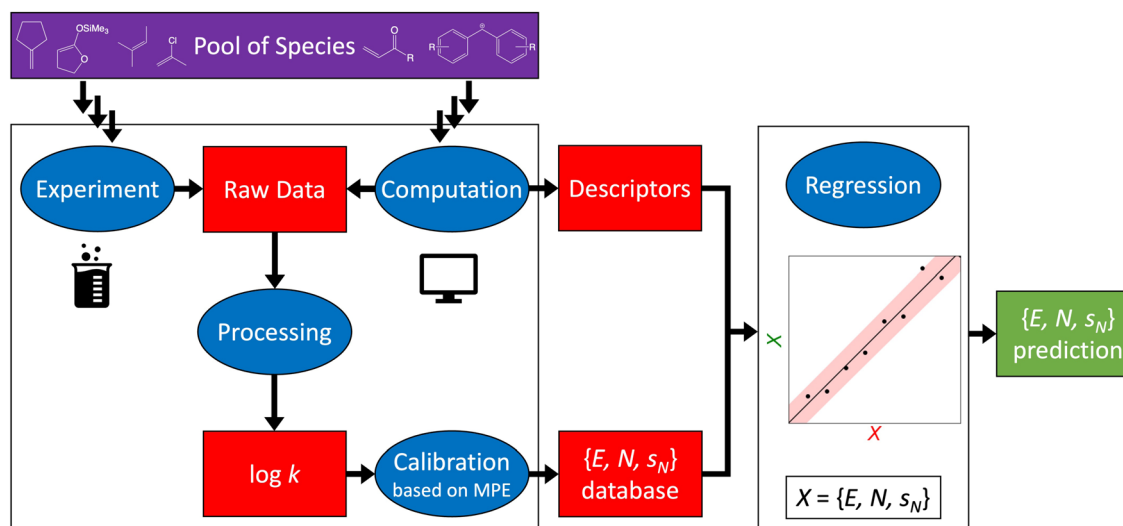 OSiMe3
O
Cl
Pool of Species
O
R
⊕
R
R
Experiment
Raw Data
Computation
Descriptors
Regression
Processing
X
X
{E, N, sN}
prediction
log k
Calibration
based on MPE
{E, N, sN}
database
X = {E, N, sN}